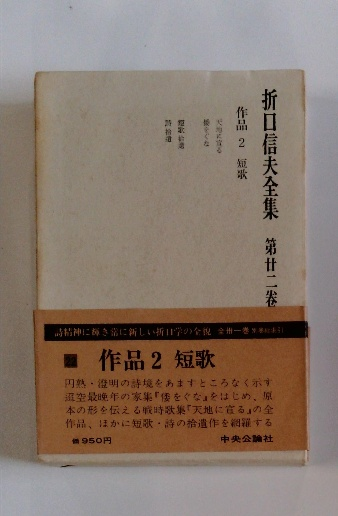 折口信夫全集 第廿二巻
作品 2 短歌
天地に宣る
倭をぐな
短歌拾遺
詩拾遺
詩精神に輝き常に新しい折口学の全貌 全卅一巻
作品2 短歌
円熟・澄明の詩境をあますところなく示す
迢空最晩年の家集『倭をぐな』をはじめ、原
本の形を伝える戦時歌集『天地に宣る』の全
作品、ほかに短歌・詩の拾遺作を網羅する
価950円
中央公論社